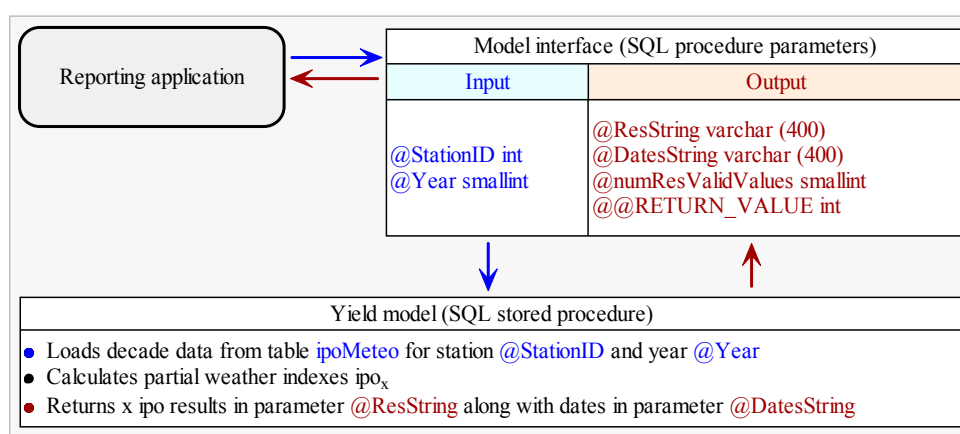 Reporting application
Model interface (SQL procedure parameters)
Input
Output
@StationID int
@Year smallint
@ResString varchar (400)
@DatesString varchar (400)
@numResValidValues smallint
@@RETURN_VALUE int
Yield model (SQL stored procedure)
• Loads decade data from table ipoMeteo for station @StationID and year @Year
• Calculates partial weather indexes ipox
• Returns x ipo results in parameter @ResString along with dates in parameter @DatesString